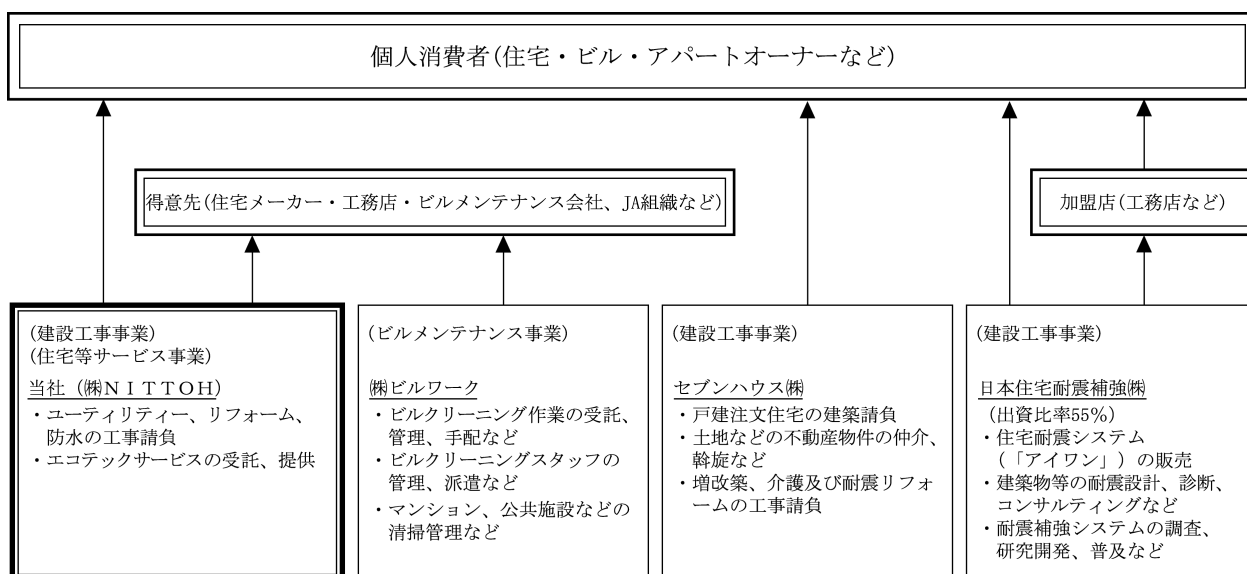 個人消費者(住宅・ビル・アパートオーナーなど)
得意先(住宅メーカー・工務店・ビルメンテナンス会社、JA組織など)
加盟店(工務店など)
(建設工事事業)
(住宅等サービス事業)
当社（㈱ＮＩＴＴＯＨ）
・ユーティリティー、リフォーム、
防水の工事請負
・エコテックサービスの受託、提供
(ビルメンテナンス事業)
㈱ビルワーク
・ビルクリーニング作業の受託、
管理、手配など
・ビルクリーニングスタッフの
管理、派遣など
・マンション、公共施設などの
清掃管理など
(建設工事事業)
セブンハウス㈱
・戸建注文住宅の建築請負
・土地などの不動産物件の仲介、
斡旋など
・増改築、介護及び耐震リフォ
ームの工事請負
(建設工事事業)
日本住宅耐震補強㈱
（出資比率55％）
・住宅耐震システム
（「アイワン」）の販売
・建築物等の耐震設計、診断、
コンサルティングなど
・耐震補強システムの調査、
研究開発、普及など